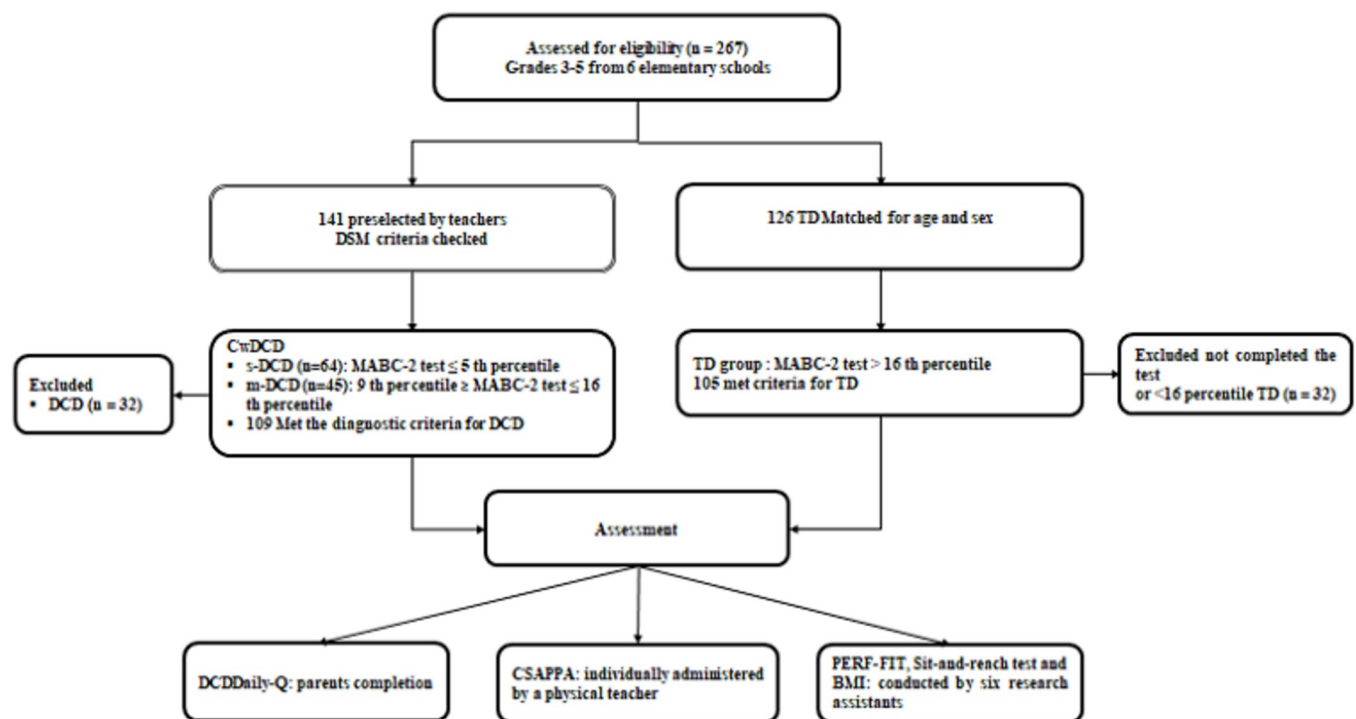 Assessed for eligibility (n = 267)
Grades 3-5 from 6 elementary schools
141 preselected by teachers
DSM criteria checked
126 TD Matched for age and sex
Excluded
▪ DCD (n = 32)
CwDCD
▪ s-DCD (n=64): MABC-2 test ≤ 5 th percentile
▪ m-DCD (n=45): 9 th percentile ≥ MABC-2 test ≤ 16
th percentile
▪ 109 Met the diagnostic criteria for DCD
TD group : MABC-2 test > 16 th percentile
105 met criteria for TD
Excluded not completed the
test
or <16 percentile TD (n = 32)
Assessment
DCDDaily-Q: parents completion
CSAPPA: individually administered
by a physical teacher
PERF-FIT, Sit-and-reach test and
BMI: conducted by six research
assistants